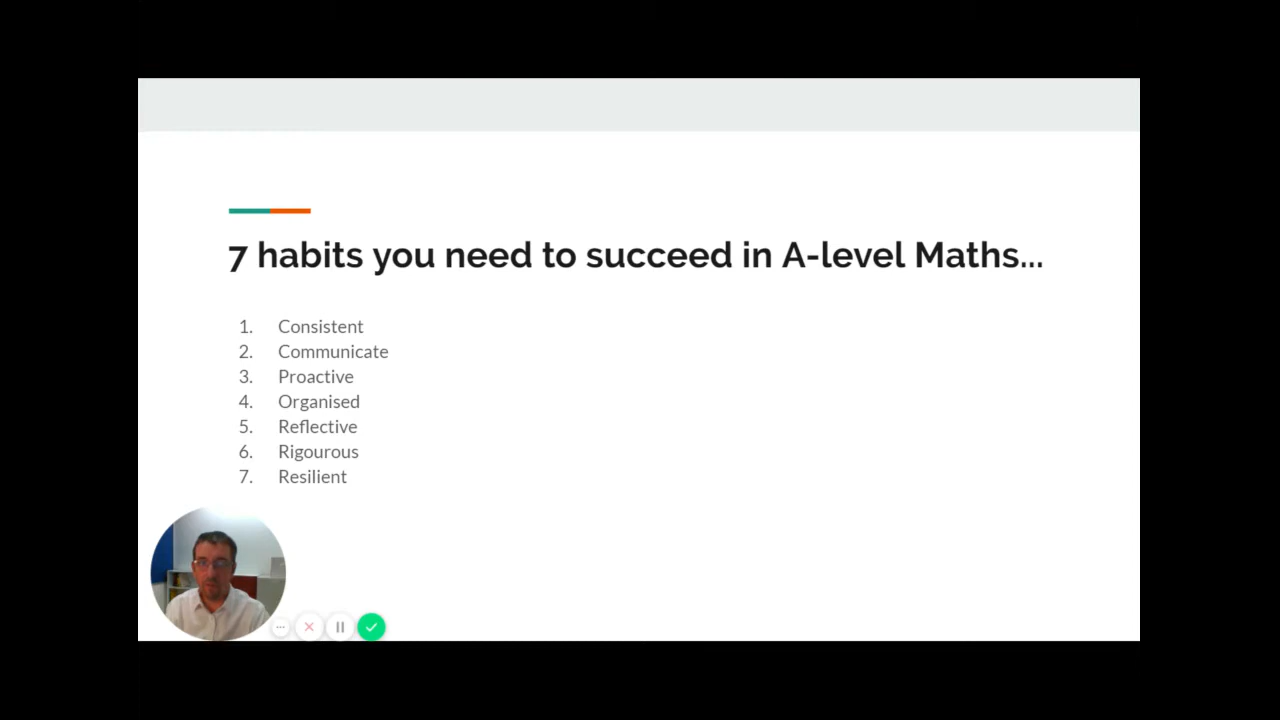 7 habits you need to succeed in A-level Maths...
1. Consistent
2. Communicate
3. Proactive
4. Organised
5. Reflective
6. Rigourous
7. Resilient